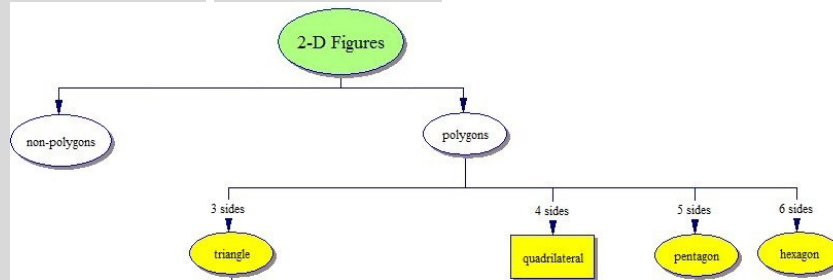 2-D Figures
non-polygons
polygons
3 sides
4 sides
5 sides
6 sides
triangle
quadrilateral
pentagon
hexagon